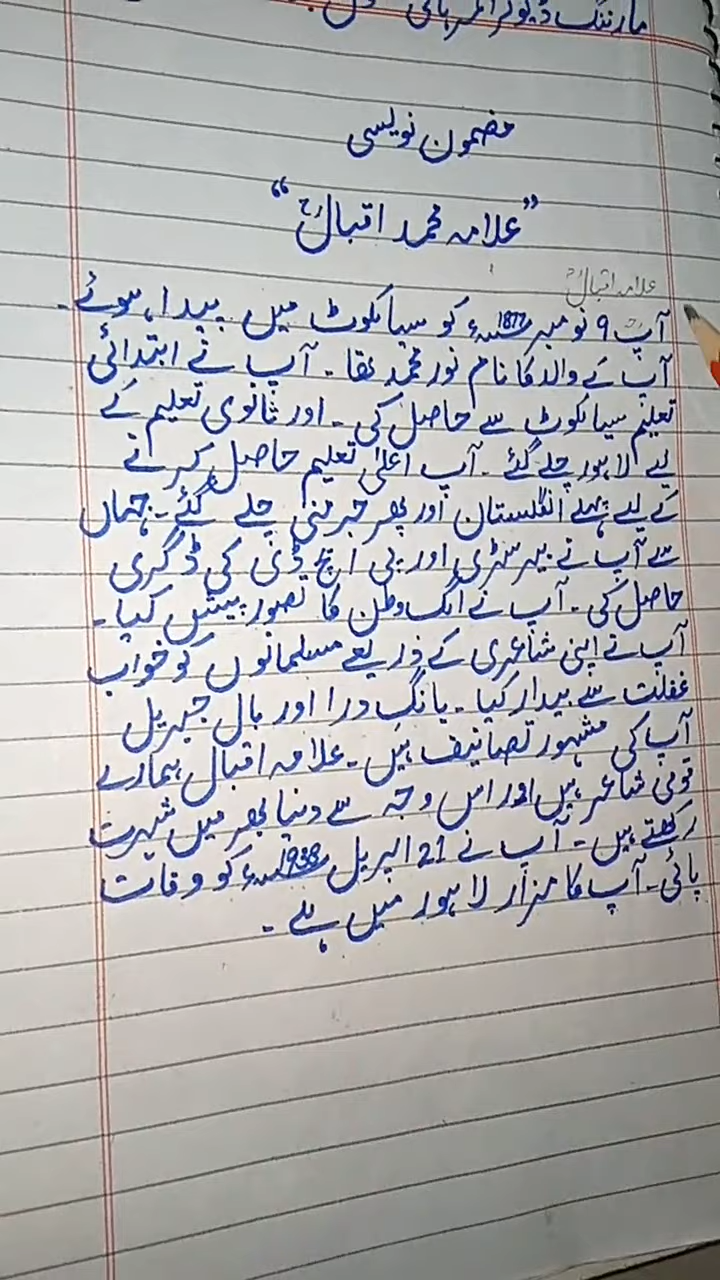 مارننگ
مضمون نویسی
”علامہ محمد اقبالؒ“
علامہ اقبالؒ
آپ ۹ نومبر 1877ء کو سیالکوٹ میں پیدا ہوئے۔
آپ کے والد کا نام نور محمد تھا۔ آپ نے ابتدائی
تعلیم سیالکوٹ سے حاصل کی۔ اور ثانوی تعلیم کے
لیے لاہور چلے گئے۔ آپ اعلیٰ تعلیم حاصل کرنے
کے لیے پہلے انگلستان اور پھر جرمنی چلے گئے۔ جہاں
سے آپ نے بیرسٹری اور پی ایچ ڈی کی ڈگری
حاصل کی۔ آپ نے الگ وطن کا تصور پیش کیا۔
آپ نے اپنی شاعری کے ذریعے مسلمانوں کو خواب
غفلت سے بیدار کیا۔ بانگِ درا اور بال جبریل
آپ کی مشہور تصانیف ہیں۔ علامہ اقبال ہمارے
قومی شاعر ہیں اور اس وجہ سے دنیا بھر میں شہرت
رکھتے ہیں۔ آپ نے 21 اپریل 1938ء کو وفات
پائی۔ آپ کا مزار لاہور میں ہے۔